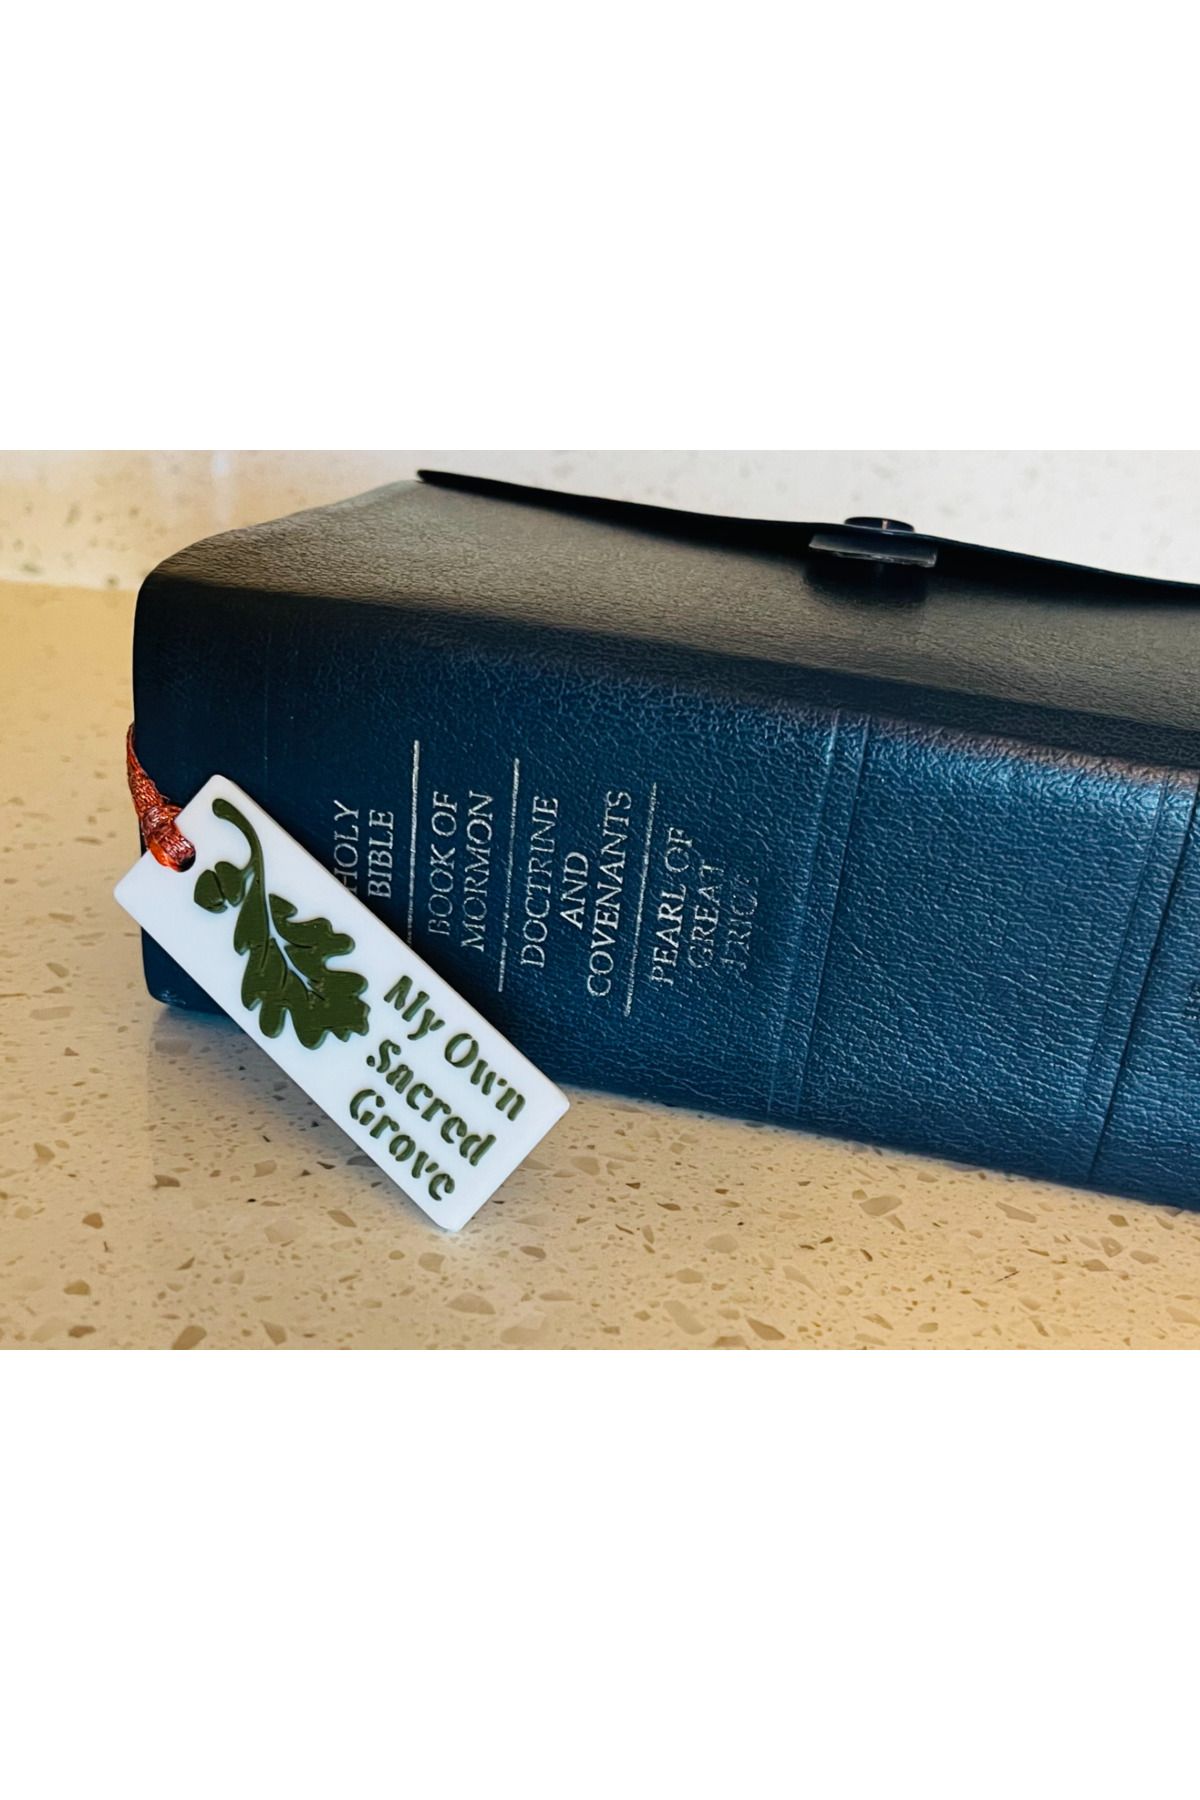 HOLY
BIBLE
BOOK OF
MORMON
DOCTRINE
AND
COVENANTS
PEARL OF
GREAT
PRICE
My Own
Sacred
Grove